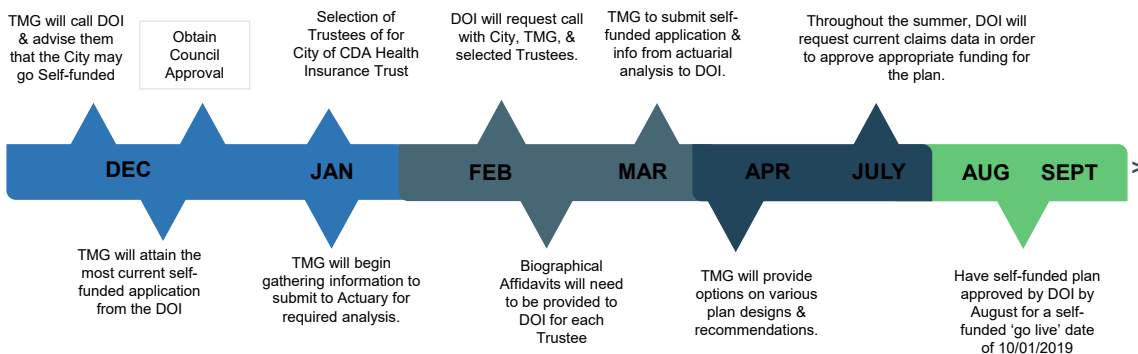 TMG will call DOI
& advise them
that the City may
go Self-funded
Obtain
Council
Approval
Selection of
Trustees of for
City of CDA Health
Insurance Trust
DOI will request call
with City, TMG, &
selected Trustees.
TMG to submit self-
funded application &
info from actuarial
analysis to DOI.
Throughout the summer, DOI will
request current claims data in order
to approve appropriate funding for
the plan.
DEC
JAN
FEB
MAR
APR
JULY
AUG
SEPT
>
TMG will attain the
most current self-
funded application
from the DOI
TMG will begin
gathering information to
submit to Actuary for
required analysis.
Biographical
Affidavits will need
to be provided to
DOI for each
Trustee
TMG will provide
options on various
plan designs &
recommendations.
Have self-funded plan
approved by DOI by
August for a self-
funded ‘go live’ date
of 10/01/2019